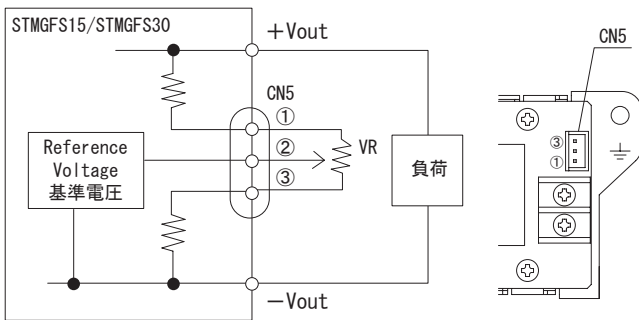 STMGFS15/STMGFS30
+Vout
CN5
①
②
③
VR
Reference
Voltage
基準電圧
負荷
−Vout
CN5
③
①